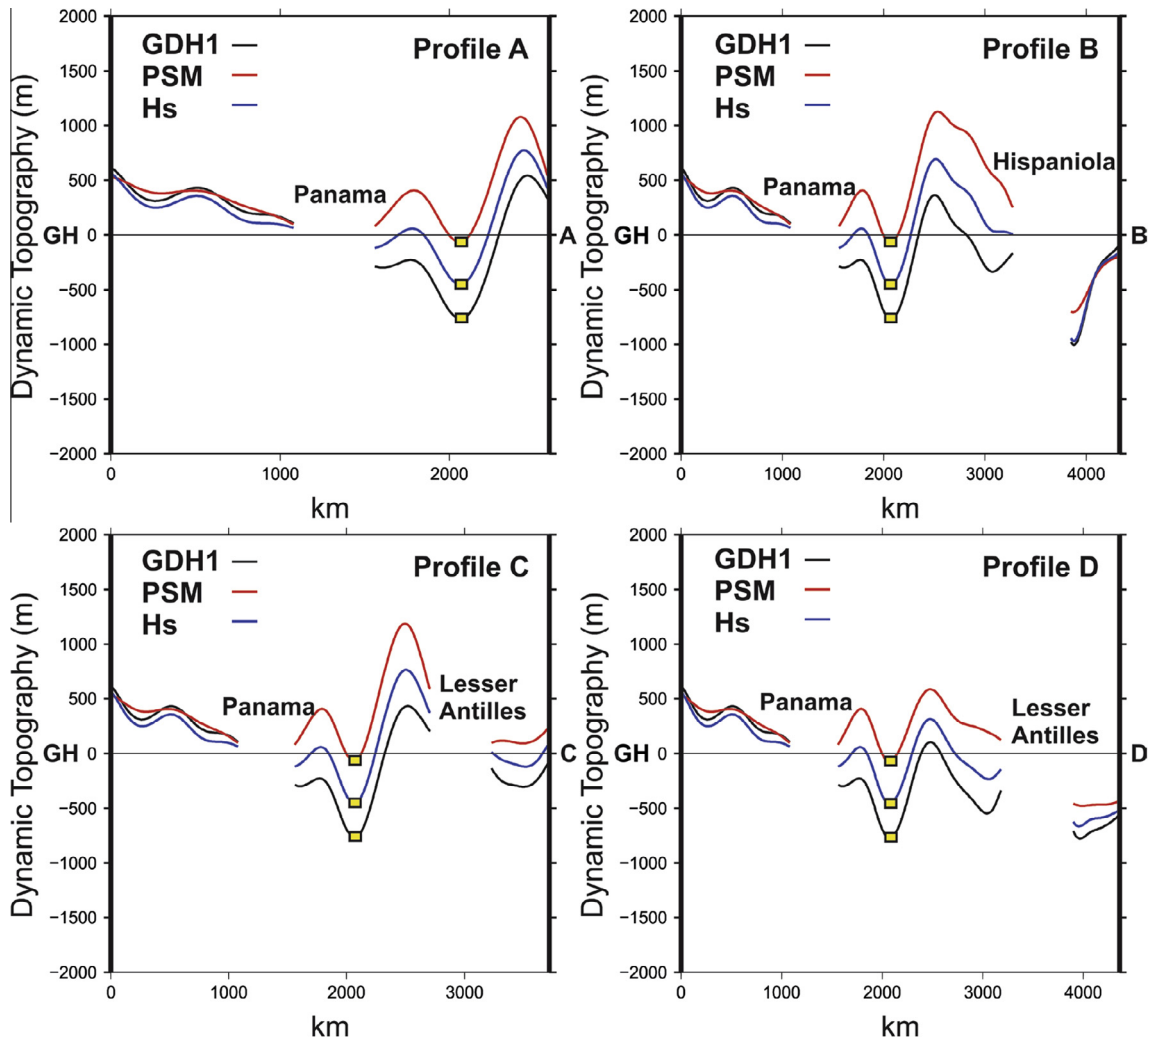 2000
1500
1000
500
0
−500
−1000
−1500
−2000
Dynamic Topography (m)
GDH1
PSM
Hs
Profile A
Panama
GH
A
0 1000 2000
km
2000
1500
1000
500
0
−500
−1000
−1500
−2000
Dynamic Topography (m)
GDH1
PSM
Hs
Profile B
Hispaniola
Panama
GH
B
0 1000 2000 3000 4000
km
2000
1500
1000
500
0
−500
−1000
−1500
−2000
Dynamic Topography (m)
GDH1
PSM
Hs
Profile C
Lesser
Antilles
Panama
GH
C
0 1000 2000 3000
km
2000
1500
1000
500
0
−500
−1000
−1500
−2000
Dynamic Topography (m)
GDH1
PSM
Hs
Profile D
Panama
Lesser
Antilles
GH
D
0 1000 2000 3000 4000
km